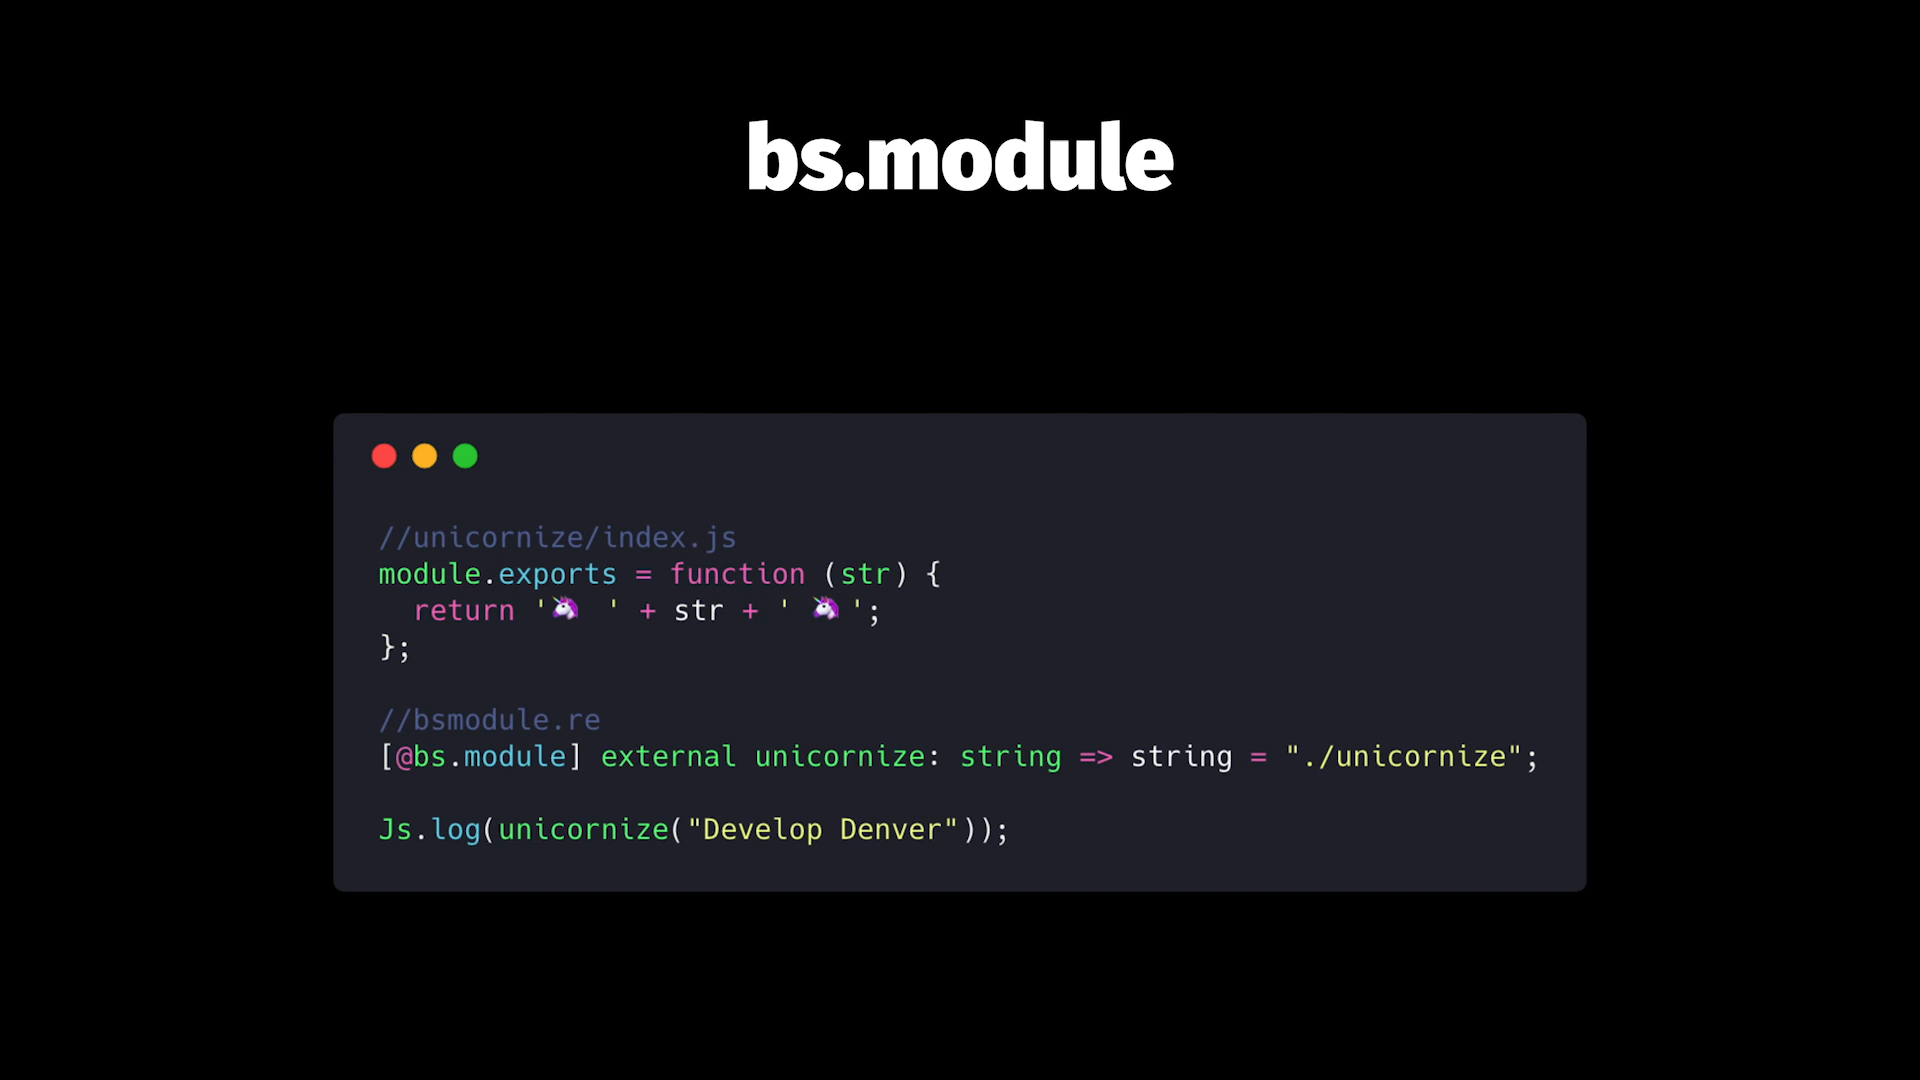 bs.module
//unicornize/index.js
module.exports = function (str) {
  return '🦄 ' + str + ' 🦄';
};
//bsmodule.re
[@bs.module] external unicornize: string => string = "./unicornize";
Js.log(unicornize("Develop Denver"));